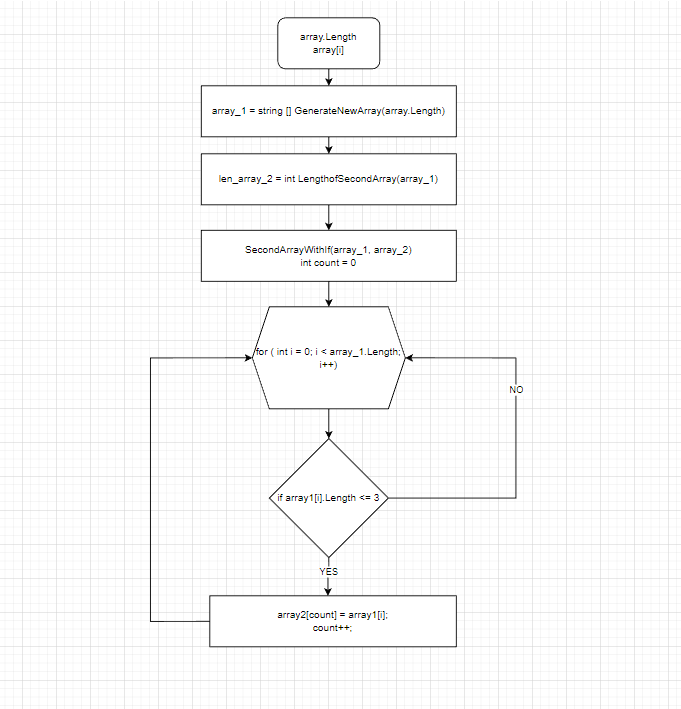 array.Length
array[i]
array_1 = string [] GenerateNewArray(array.Length)
len_array_2 = int LengthofSecondArray(array_1)
SecondArrayWithIf(array_1, array_2)
int count = 0
for ( int i = 0; i < array_1.Length;
i++)
NO
if array1[i].Length <= 3
YES
array2[count] = array1[i];
count++;